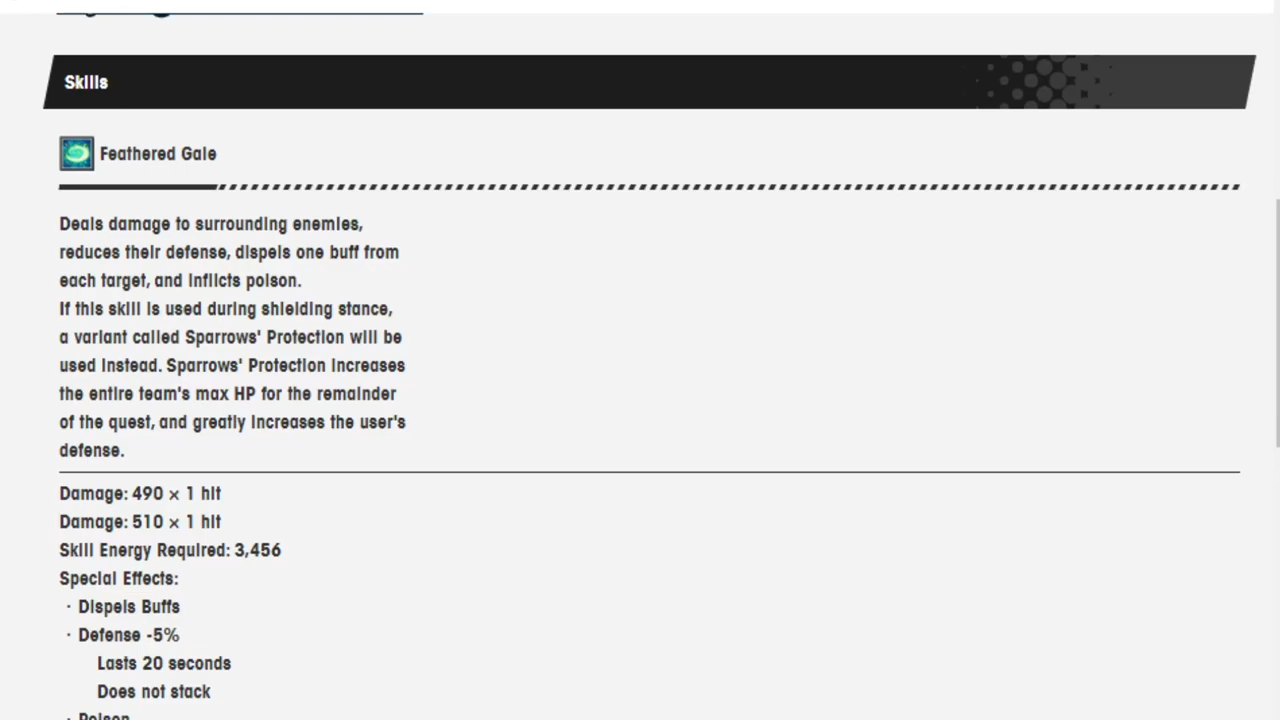 Skills
Feathered Gale
Deals damage to surrounding enemies,
reduces their defense, dispels one buff from
each target, and inflicts poison.
If this skill is used during shielding stance,
a variant called Sparrows' Protection will be
used instead. Sparrows' Protection increases
the entire team's max HP for the remainder
of the quest, and greatly increases the user's
defense.
Damage: 490 × 1 hit
Damage: 510 × 1 hit
Skill Energy Required: 3,456
Special Effects:
· Dispels Buffs
· Defense -5%
Lasts 20 seconds
Does not stack
· Poison